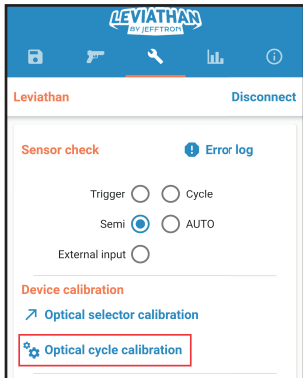 LEVIATHAN
BY JEFFTRON
Leviathan Disconnect
Sensor check Error log
Trigger Cycle
Semi AUTO
External input
Device calibration
Optical selector calibration
Optical cycle calibration